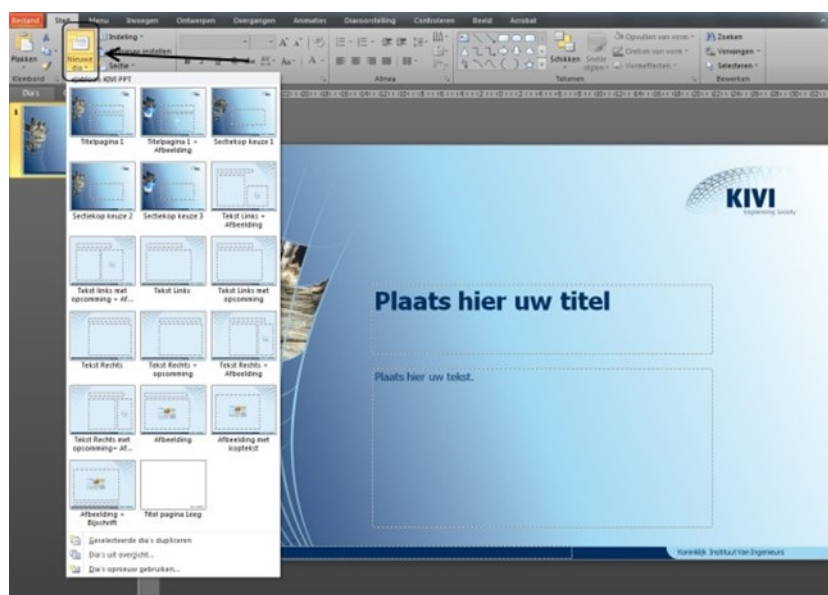 Bestand Start Menu Invoegen Ontwerpen Overgangen Animaties Diavoorstelling Controleren Beeld Acrobat
Plakken
Nieuwe
dia
Indeling
instellen
Sectie
Schikken
Snelle
stijlen
Opvullen van vorm
Omtrek van vorm
Vormeffecten
Zoeken
Vervangen
Selecteren
Klembord
Alinea
Tekenen
Bewerken
Dia's
KIVI PPT
Titelpagina 1
Titelpagina 1 +
Afbeelding
Sectiekop keuze 1
Sectiekop keuze 2
Sectiekop keuze 3
Tekst Links +
Afbeelding
Tekst links met
opsomming + Af...
Tekst Links
Tekst Links met
opsomming
Tekst Rechts
Tekst Rechts +
opsomming
Tekst Rechts +
Afbeelding
Tekst Rechts met
opsomming+ Af...
Afbeelding
Afbeelding met
koptekst
Afbeelding +
Bijschrift
Titel pagina Leeg
Geselecteerde dia's dupliceren
Dia's uit overzicht...
Dia's opnieuw gebruiken...
KIVI
Engineering Society
Plaats hier uw titel
Plaats hier uw tekst.
Koninklijk Instituut Van Ingenieurs